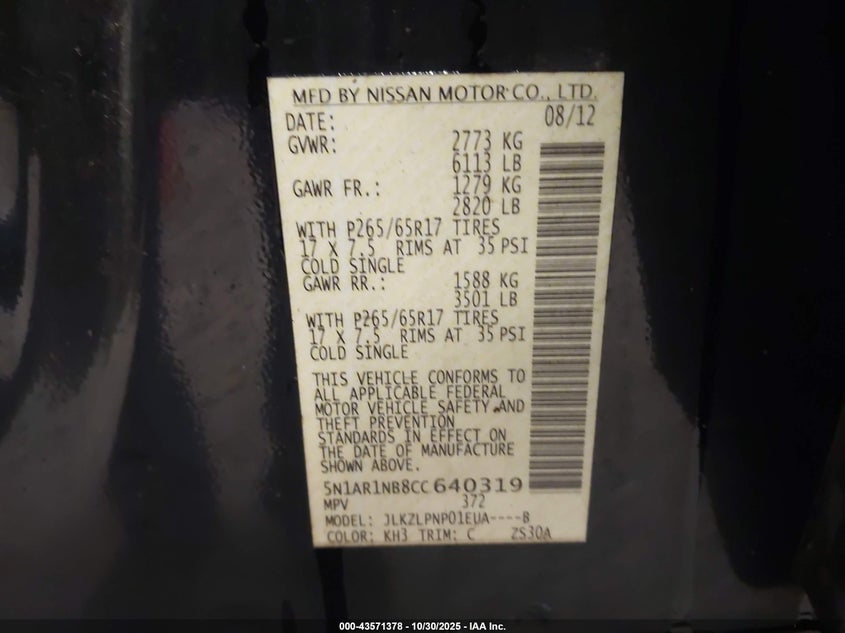 MFD BY NISSAN MOTOR CO., LTD.
DATE: 08/12
GVWR: 2773 KG
6113 LB
GAWR FR.: 1279 KG
2820 LB
WITH P265/65R17 TIRES
17 X 7.5 RIMS AT 35 PSI
COLD SINGLE
GAWR RR.: 1588 KG
3501 LB
WITH P265/65R17 TIRES
17 X 7.5 RIMS AT 35 PSI
COLD SINGLE
THIS VEHICLE CONFORMS TO
ALL APPLICABLE FEDERAL
MOTOR VEHICLE SAFETY AND
THEFT PREVENTION
STANDARDS IN EFFECT ON
THE DATE OF MANUFACTURE
SHOWN ABOVE.
5N1AR1NB8CC640319
MPV 372
MODEL: JLKZLPNP01EUA----B
COLOR: KH3 TRIM: C ZS30A
000-43571378 - 10/30/2025 - IAA Inc.